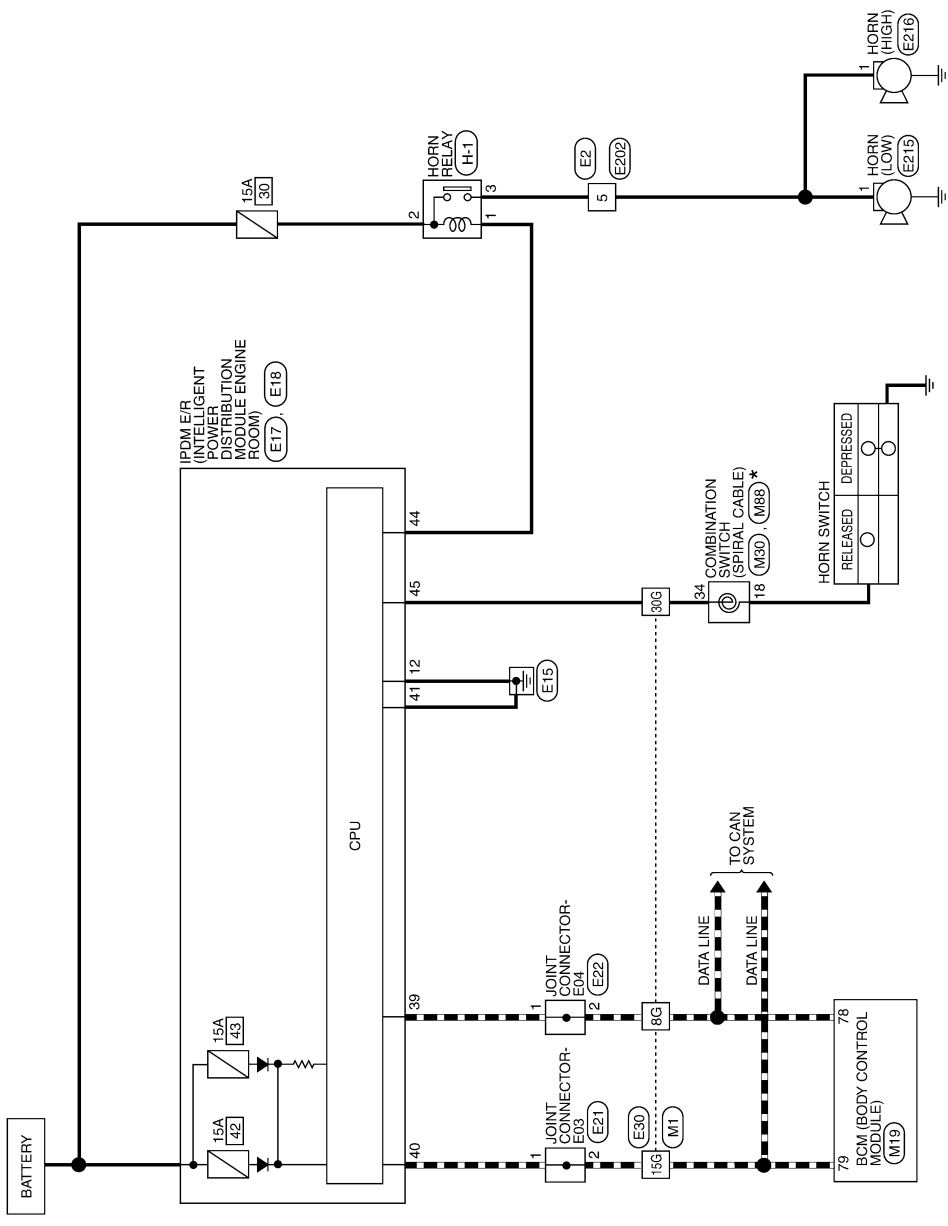 BATTERY
15A
42
15A
43
IPDM E/R
(INTELLIGENT
POWER
DISTRIBUTION
MODULE ENGINE
ROOM)
E17 , E18
CPU
40
39
41
12
45
44
15A
30
2
HORN
RELAY
H-1
1
3
5
E2
E202
1
HORN
(LOW)
E215
1
HORN
(HIGH)
E216
E15
1
JOINT
CONNECTOR-
E03
2
E21
1
JOINT
CONNECTOR-
E04
2
E22
15G
E30
M1
8G
30G
34
COMBINATION
SWITCH
(SPIRAL CABLE)
M30 , M88 *
18
HORN SWITCH
RELEASED
DEPRESSED
DATA LINE
DATA LINE
TO CAN
SYSTEM
79
78
BCM (BODY CONTROL
MODULE)
M19